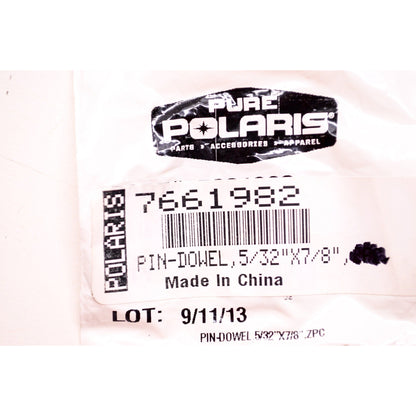 PURE
POLARIS®
PARTS ACCESSORIES APPAREL
POLARIS
7661982
PIN-DOWEL,5/32"X7/8",
Made In China
LOT: 9/11/13
PIN-DOWEL 5/32"X7/8",ZPC